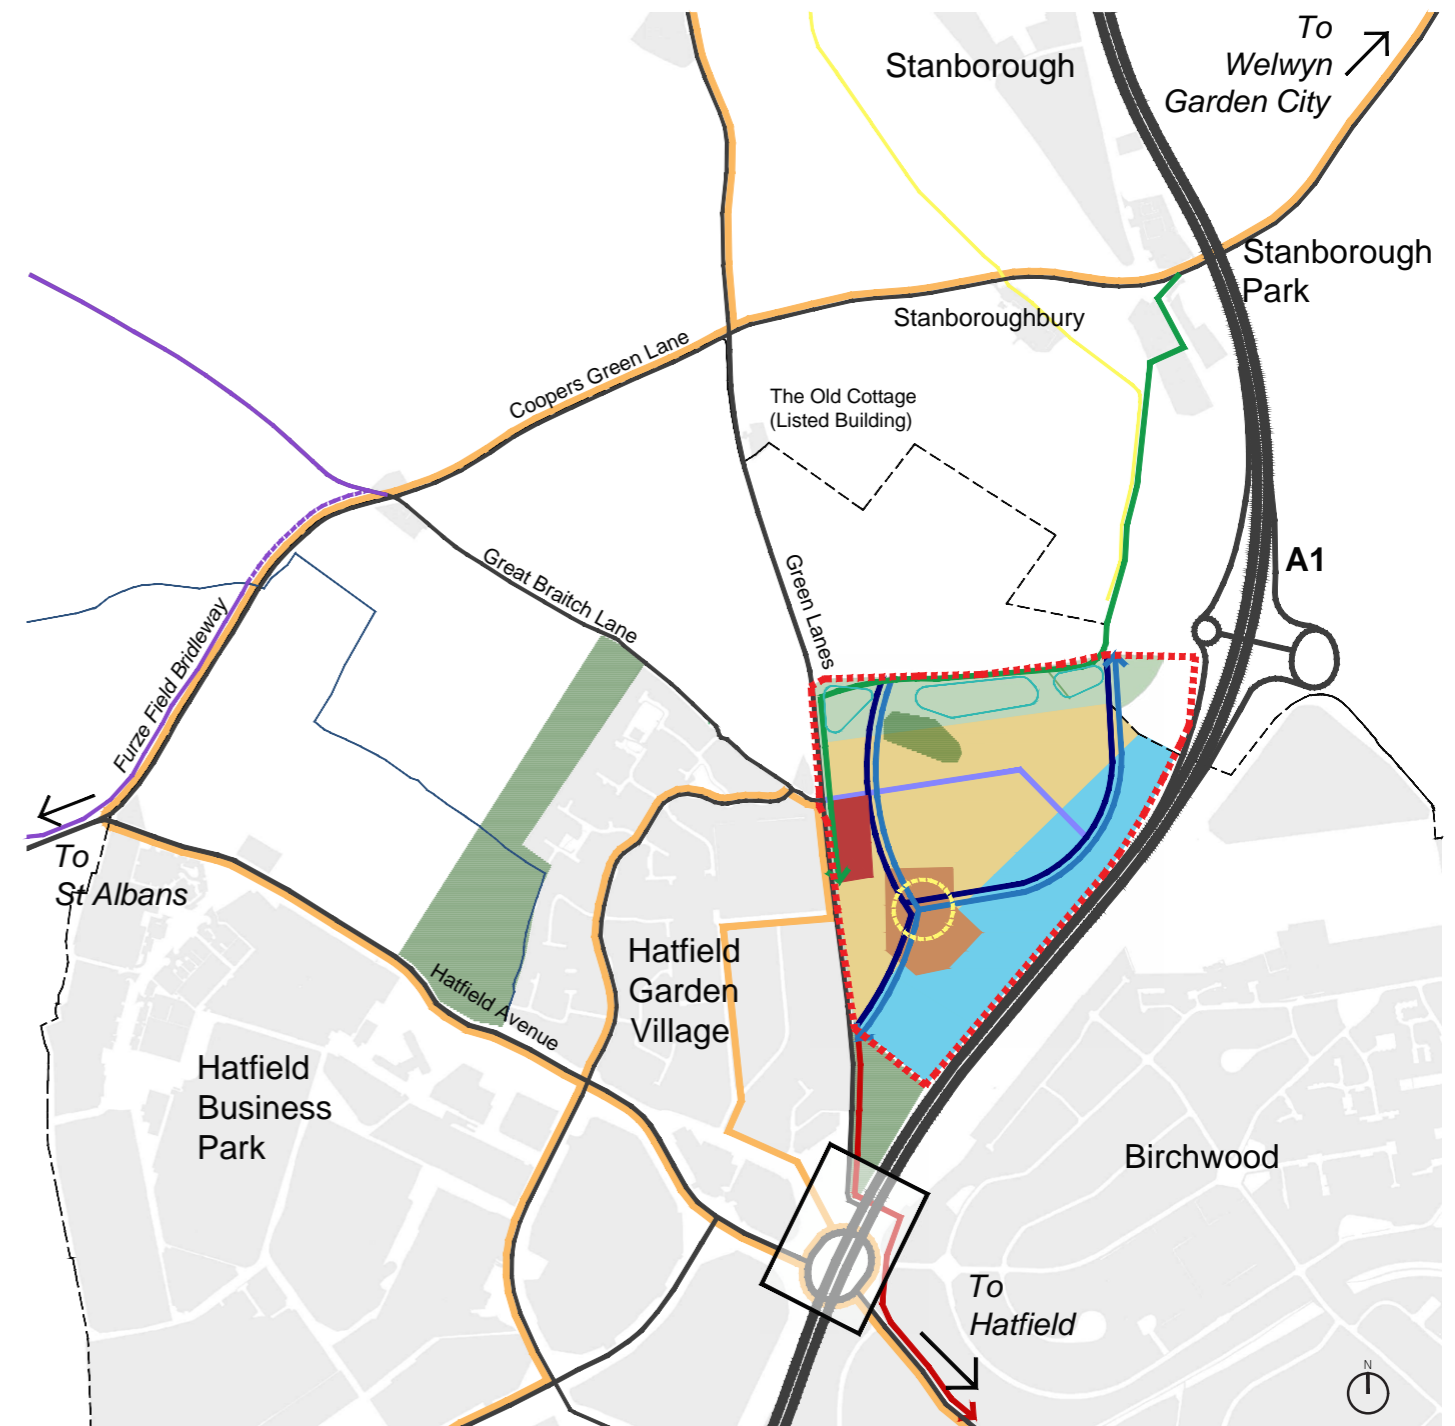 To
Welwyn
Garden City
Stanborough
Stanborough
Park
Stanboroughbury
Coopers Green Lane
The Old Cottage
(Listed Building)
A1
Great Braitch Lane
Green Lanes
Furze Field Bridleway
To
St Albans
Hatfield
Garden
Village
Hatfield Avenue
Hatfield
Business
Park
Birchwood
To
Hatfield
N